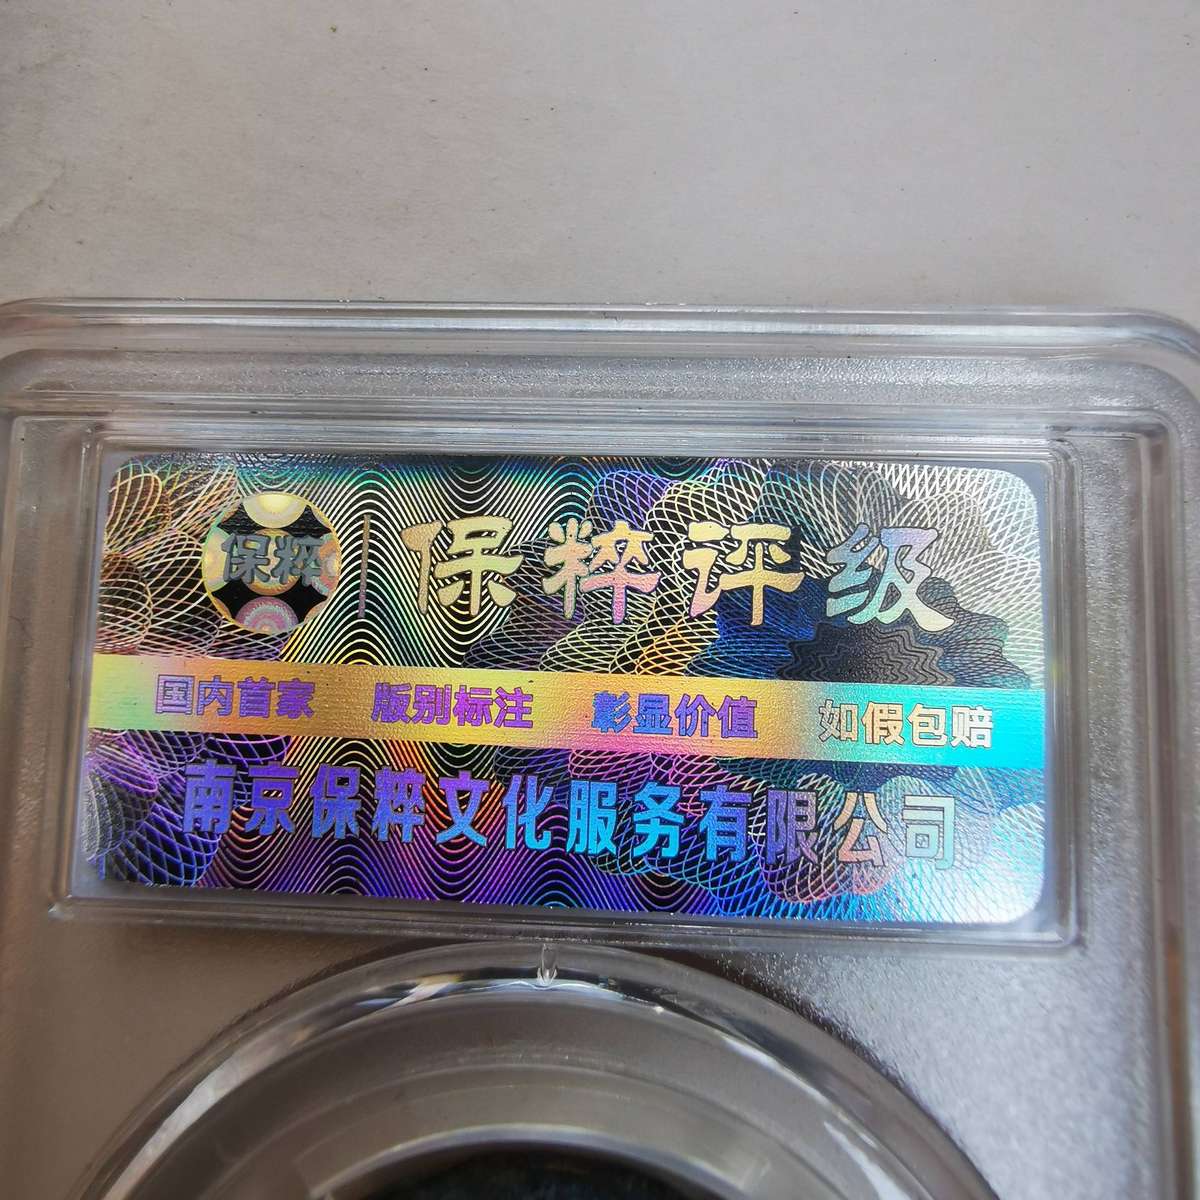 保粹 保粹评级
国内首家 版别标注 彰显价值 如假包赔
南京保粹文化服务有限公司